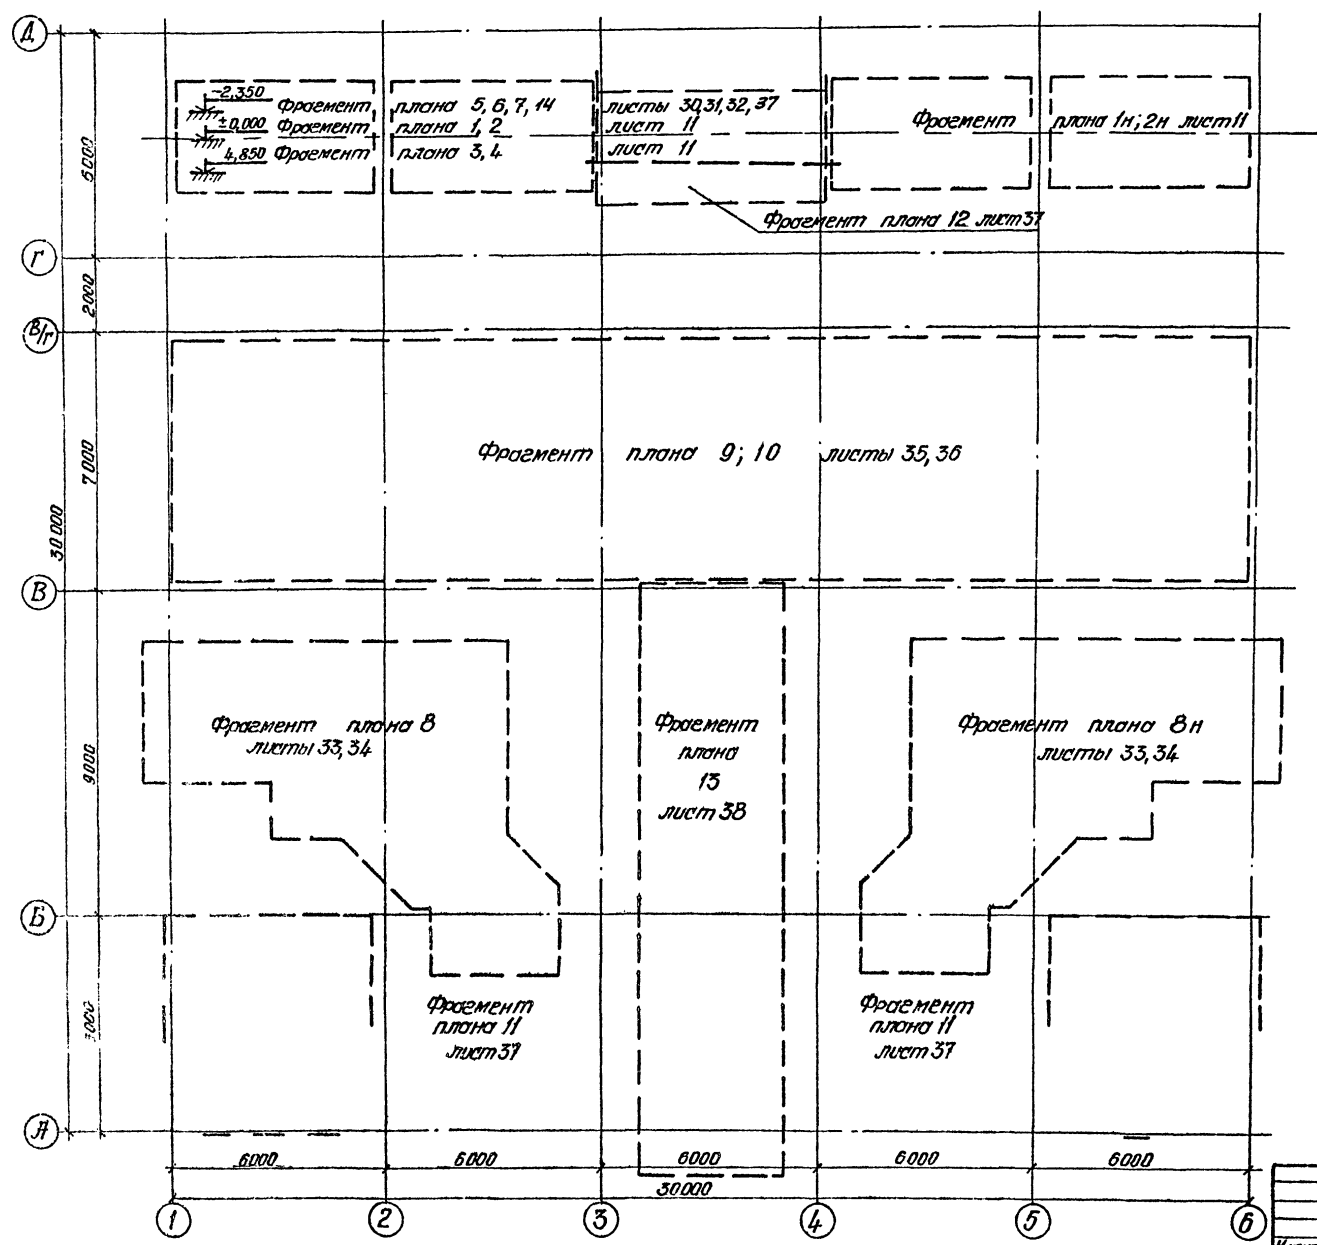 Д
-2,350 Фрагмент плана 5, 6, 7, 14 листы 30,31,32,37
±0,000 Фрагмент плана 1, 2 лист 11
4,850 Фрагмент плана 3, 4 лист 11
Фрагмент плана 1н; 2н лист 11
6000
Фрагмент плана 12 лист 37
Г
2000
В/г
Фрагмент плана 9; 10 листы 35, 36
7000
30000
В
Фрагмент плана 8
листы 33,34
Фрагмент
плана
13
лист 38
Фрагмент плана 8н
листы 33,34
9000
Б
Фрагмент
плана 11
лист 37
Фрагмент
плана 11
лист 37
А
6000 6000 6000 6000 6000
30000
1 2 3 4 5 6